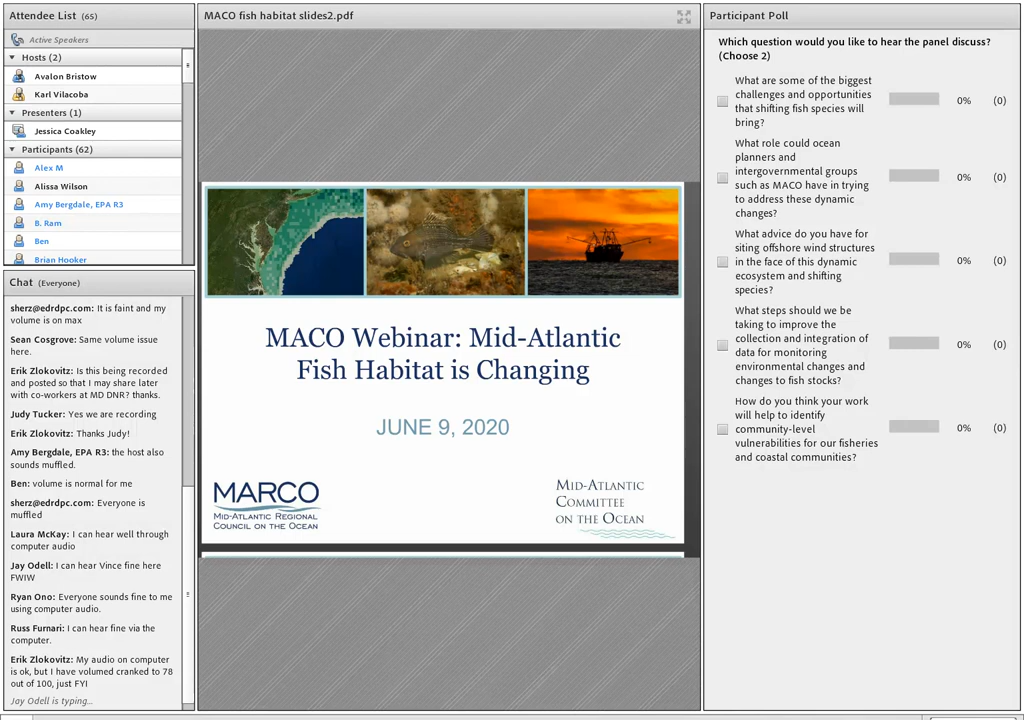 Attendee List (65)
Active Speakers
Hosts (2)
Avalon Bristow
Karl Vilacoba
Presenters (1)
Jessica Coakley
Participants (62)
Alex M
Alissa Wilson
Amy Bergdale, EPA R3
B. Ram
Ben
Brian Hooker
Chat (Everyone)
sherz@edrdpc.com: It is faint and my
volume is on max
Sean Cosgrove: Same volume issue
here.
Erik Zlokovitz: Is this being recorded
and posted so that I may share later
with co-workers at MD DNR? thanks.
Judy Tucker: Yes we are recording
Erik Zlokovitz: Thanks Judy!
Amy Bergdale, EPA R3: the host also
sounds muffled.
Ben: volume is normal for me
sherz@edrdpc.com: Everyone is
muffled
Laura McKay: I can hear well through
computer audio
Jay Odell: I can hear Vince fine here
FWIW
Ryan Ono: Everyone sounds fine to me
using computer audio.
Russ Furnari: I can hear fine via the
computer.
Erik Zlokovitz: My audio on computer
is ok, but I have volumed cranked to 78
out of 100, just FYI
Jay Odell is typing...
MACO fish habitat slides2.pdf
MACO Webinar: Mid-Atlantic
Fish Habitat is Changing
JUNE 9, 2020
MARCO
MID-ATLANTIC REGIONAL
COUNCIL ON THE OCEAN
MID-ATLANTIC
COMMITTEE
ON THE OCEAN
Participant Poll
Which question would you like to hear the panel discuss?
(Choose 2)
What are some of the biggest
challenges and opportunities
that shifting fish species will
bring?
0% (0)
What role could ocean
planners and
intergovernmental groups
such as MACO have in trying
to address these dynamic
changes?
0% (0)
What advice do you have for
siting offshore wind structures
in the face of this dynamic
ecosystem and shifting
species?
0% (0)
What steps should we be
taking to improve the
collection and integration of
data for monitoring
environmental changes and
changes to fish stocks?
0% (0)
How do you think your work
will help to identify
community-level
vulnerabilities for our fisheries
and coastal communities?
0% (0)